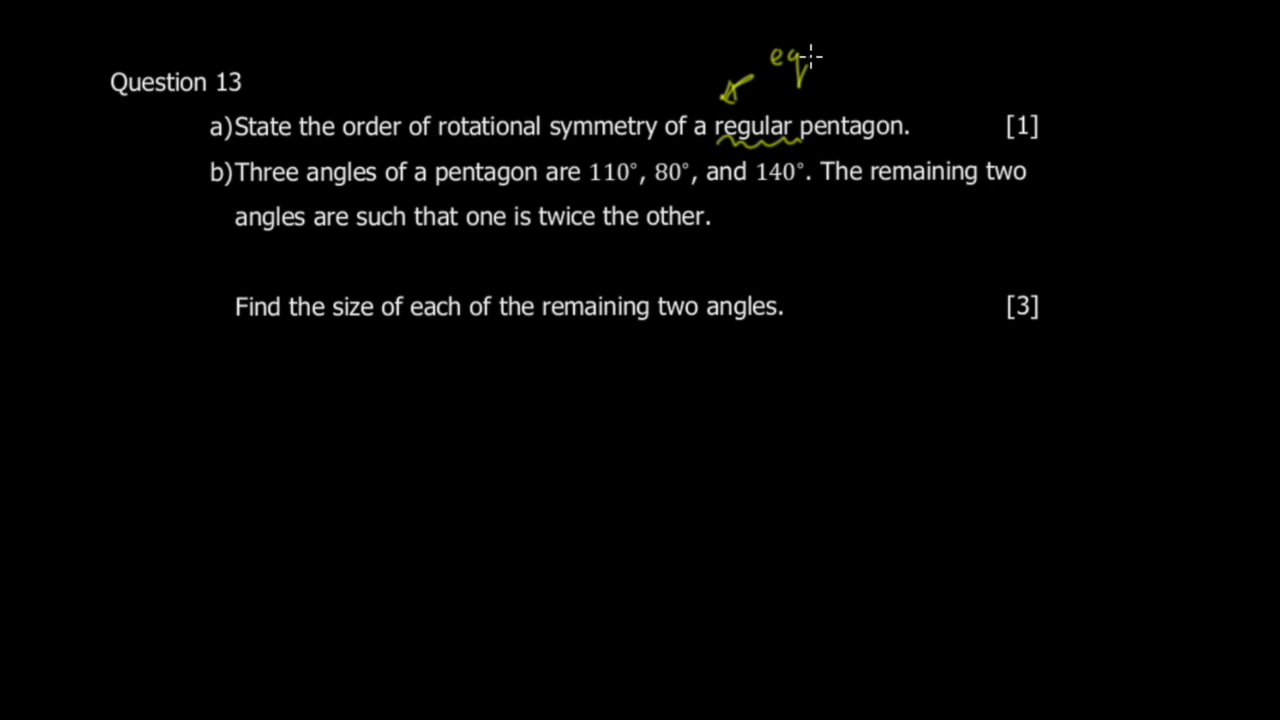 eq
Question 13
a)State the order of rotational symmetry of a regular pentagon. [1]
b)Three angles of a pentagon are 110°, 80°, and 140°. The remaining two
angles are such that one is twice the other.
Find the size of each of the remaining two angles. [3]